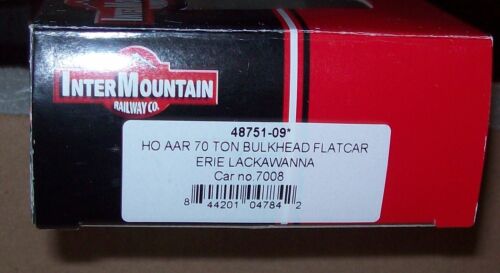 INTERMOUNTAIN
RAILWAY CO.
48751-09*
HO AAR 70 TON BULKHEAD FLATCAR
ERIE LACKAWANNA
Car no.7008
8 44201 04784 2